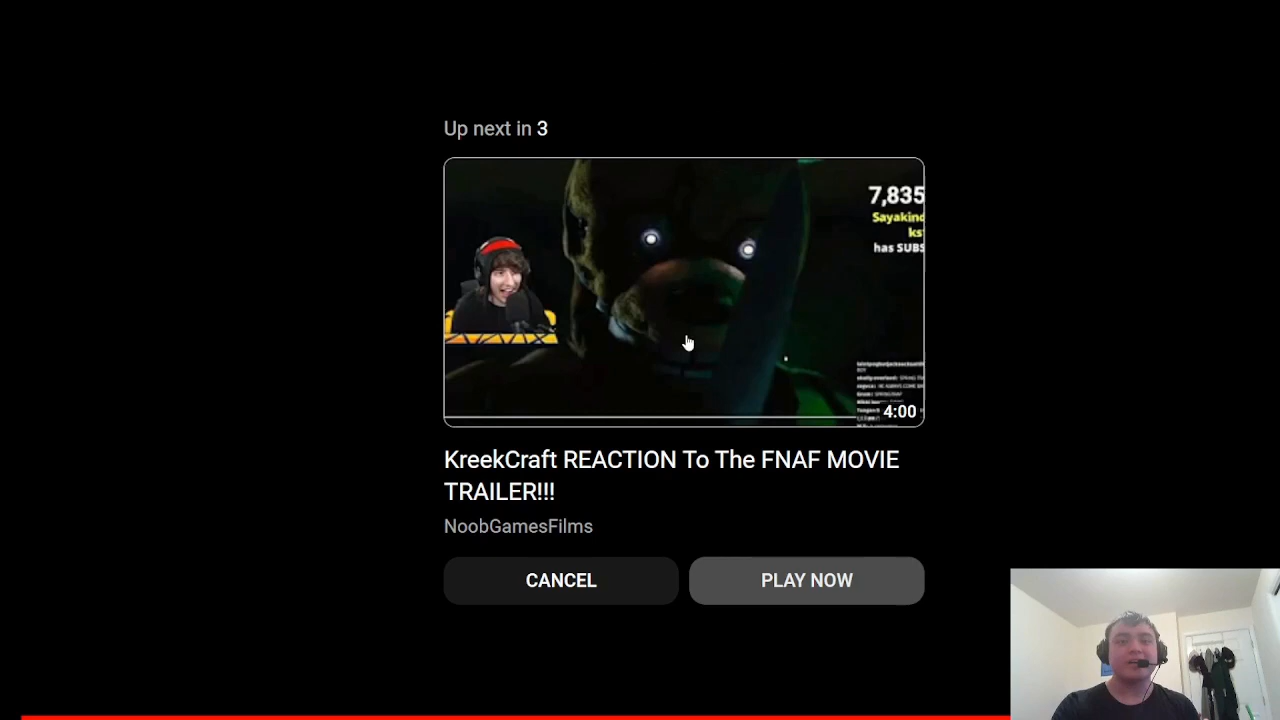 Up next in 3
7,835
Sayakind
ks
has SUBS
4:00
KreekCraft REACTION To The FNAF MOVIE
TRAILER!!!
NoobGamesFilms
CANCEL
PLAY NOW